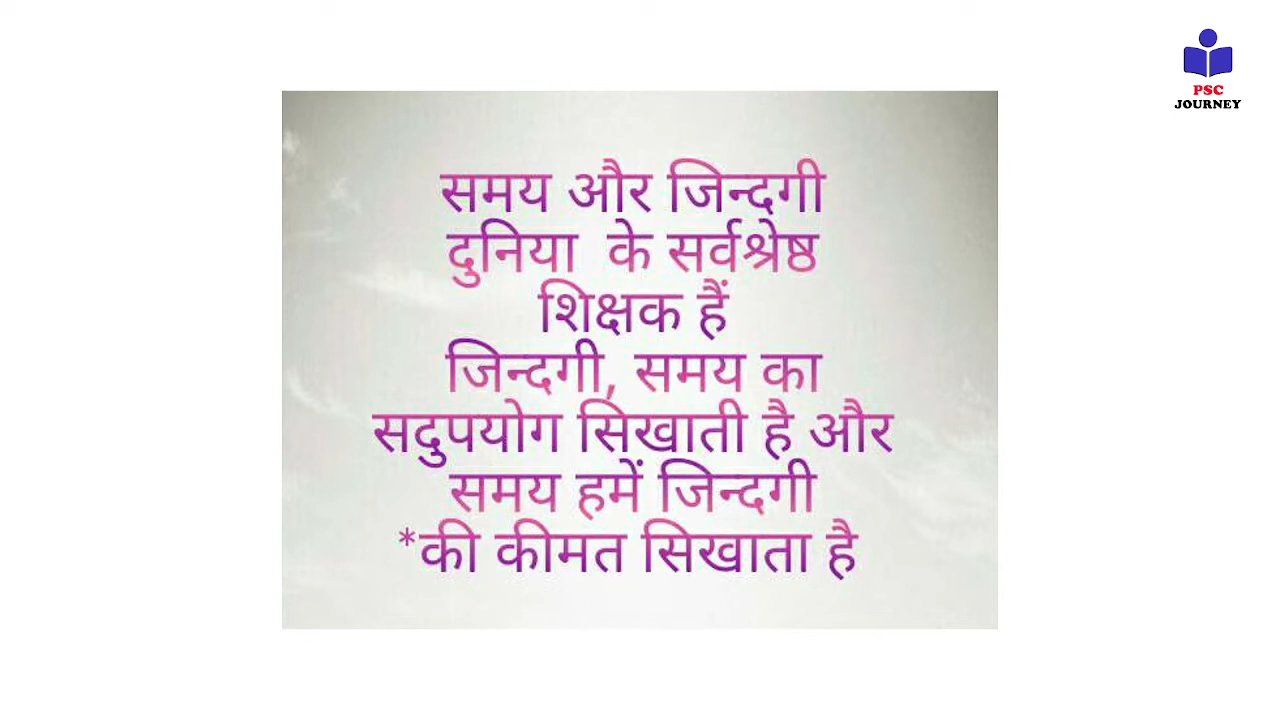 PSC
JOURNEY
समय और जिन्दगी
दुनिया के सर्वश्रेष्ठ
शिक्षक हैं
जिन्दगी, समय का
सदुपयोग सिखाती है और
समय हमें जिन्दगी
*की कीमत सिखाता है